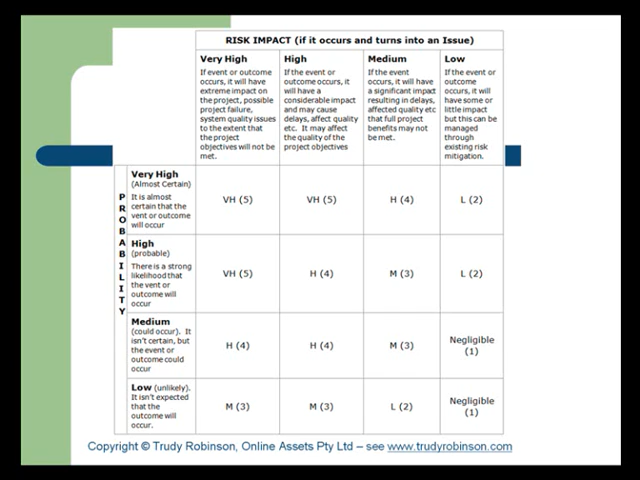 RISK IMPACT (if it occurs and turns into an Issue)
Very High
If event or outcome
occurs, it will have
extreme impact on
the project, possible
project failure,
system quality issues
to the extent that the
project objectives will not be
met.
High
If the event or
outcome occurs, it
will have a
considerable impact
and may cause
delays, affect quality
etc. It may affect
the quality of the
project objectives
Medium
If the event
occurs, it will have
a significant impact
resulting in delays,
affected quality etc
that full project
benefits may not
be met.
Low
If the event or
outcome
occurs, it will
have some or
little impact
but this can be
managed
through
existing risk
mitigation.
PROBABILITY
Very High
(Almost Certain)
It is almost
certain that the
vent or outcome
will occur
VH (5)
VH (5)
H (4)
L (2)
High
(probable)
There is a strong
likelihood that
the vent or
outcome will
occur
VH (5)
H (4)
M (3)
L (2)
Medium
(could occur). It
isn't certain, but
the event or
outcome could
occur
H (4)
H (4)
M (3)
Negligible
(1)
Low (unlikely).
It isn't expected
that the
outcome will
occur.
M (3)
M (3)
L (2)
Negligible
(1)
Copyright © Trudy Robinson, Online Assets Pty Ltd – see www.trudyrobinson.com